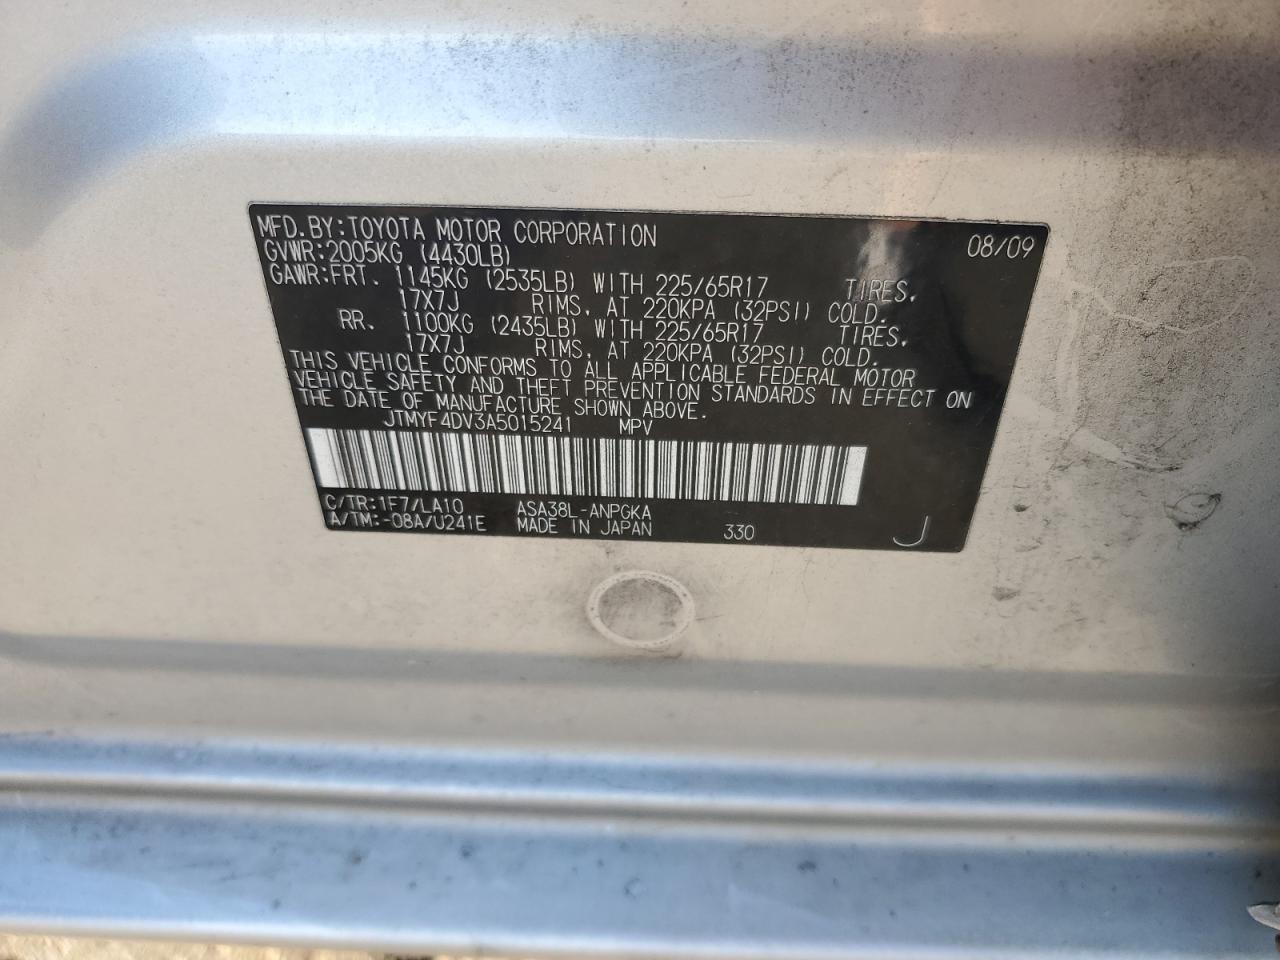 MFD.BY:TOYOTA MOTOR CORPORATION 08/09
GVWR:2005KG (4430LB)
GAWR:FRT. 1145KG (2535LB) WITH 225/65R17 TIRES,
17X7J RIMS, AT 220KPA (32PSI) COLD.
RR. 1100KG (2435LB) WITH 225/65R17 TIRES,
17X7J RIMS, AT 220KPA (32PSI) COLD.
THIS VEHICLE CONFORMS TO ALL APPLICABLE FEDERAL MOTOR
VEHICLE SAFETY AND THEFT PREVENTION STANDARDS IN EFFECT ON
THE DATE OF MANUFACTURE SHOWN ABOVE.
JTMYF4DV3A5015241 MPV
C/TR:1F7/LA10 ASA38L-ANPGKA
A/TM:-08A/U241E MADE IN JAPAN 330 J